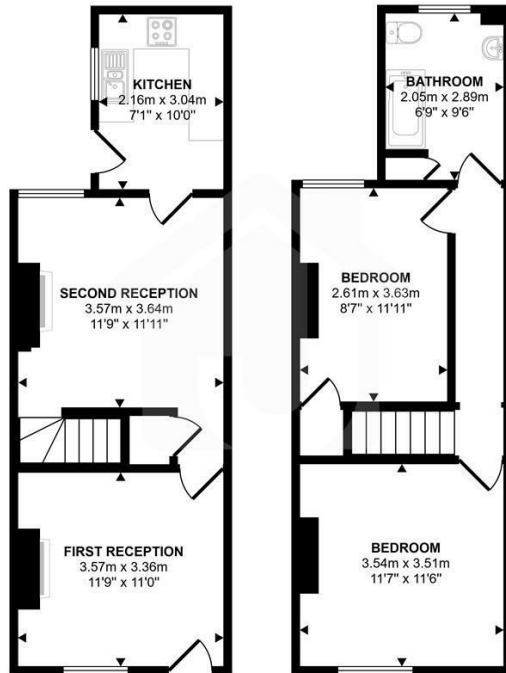 KITCHEN
2.16m x 3.04m
7'1" x 10'0"
SECOND RECEPTION
3.57m x 3.64m
11'9" x 11'11"
FIRST RECEPTION
3.57m x 3.36m
11'9" x 11'0"
BATHROOM
2.05m x 2.89m
6'9" x 9'6"
BEDROOM
2.61m x 3.63m
8'7" x 11'11"
BEDROOM
3.54m x 3.51m
11'7" x 11'6"